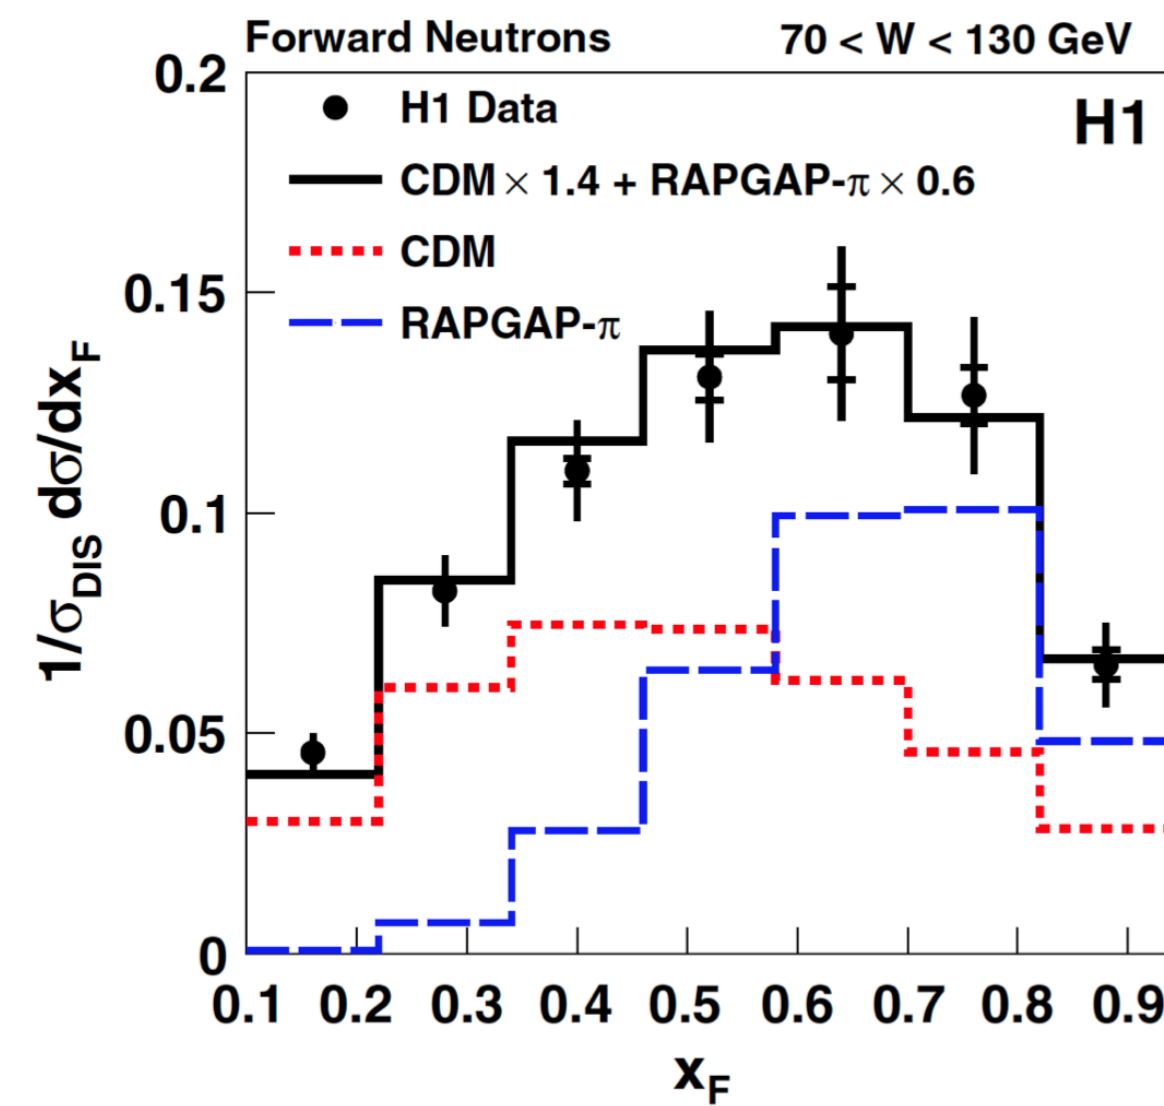 Forward Neutrons
70 < W < 130 GeV
H1
H1 Data
CDM × 1.4 + RAPGAP-π × 0.6
CDM
RAPGAP-π
0.2
0.15
0.1
0.05
0
1/σDIS dσ/dxF
0.1 0.2 0.3 0.4 0.5 0.6 0.7 0.8 0.9
xF